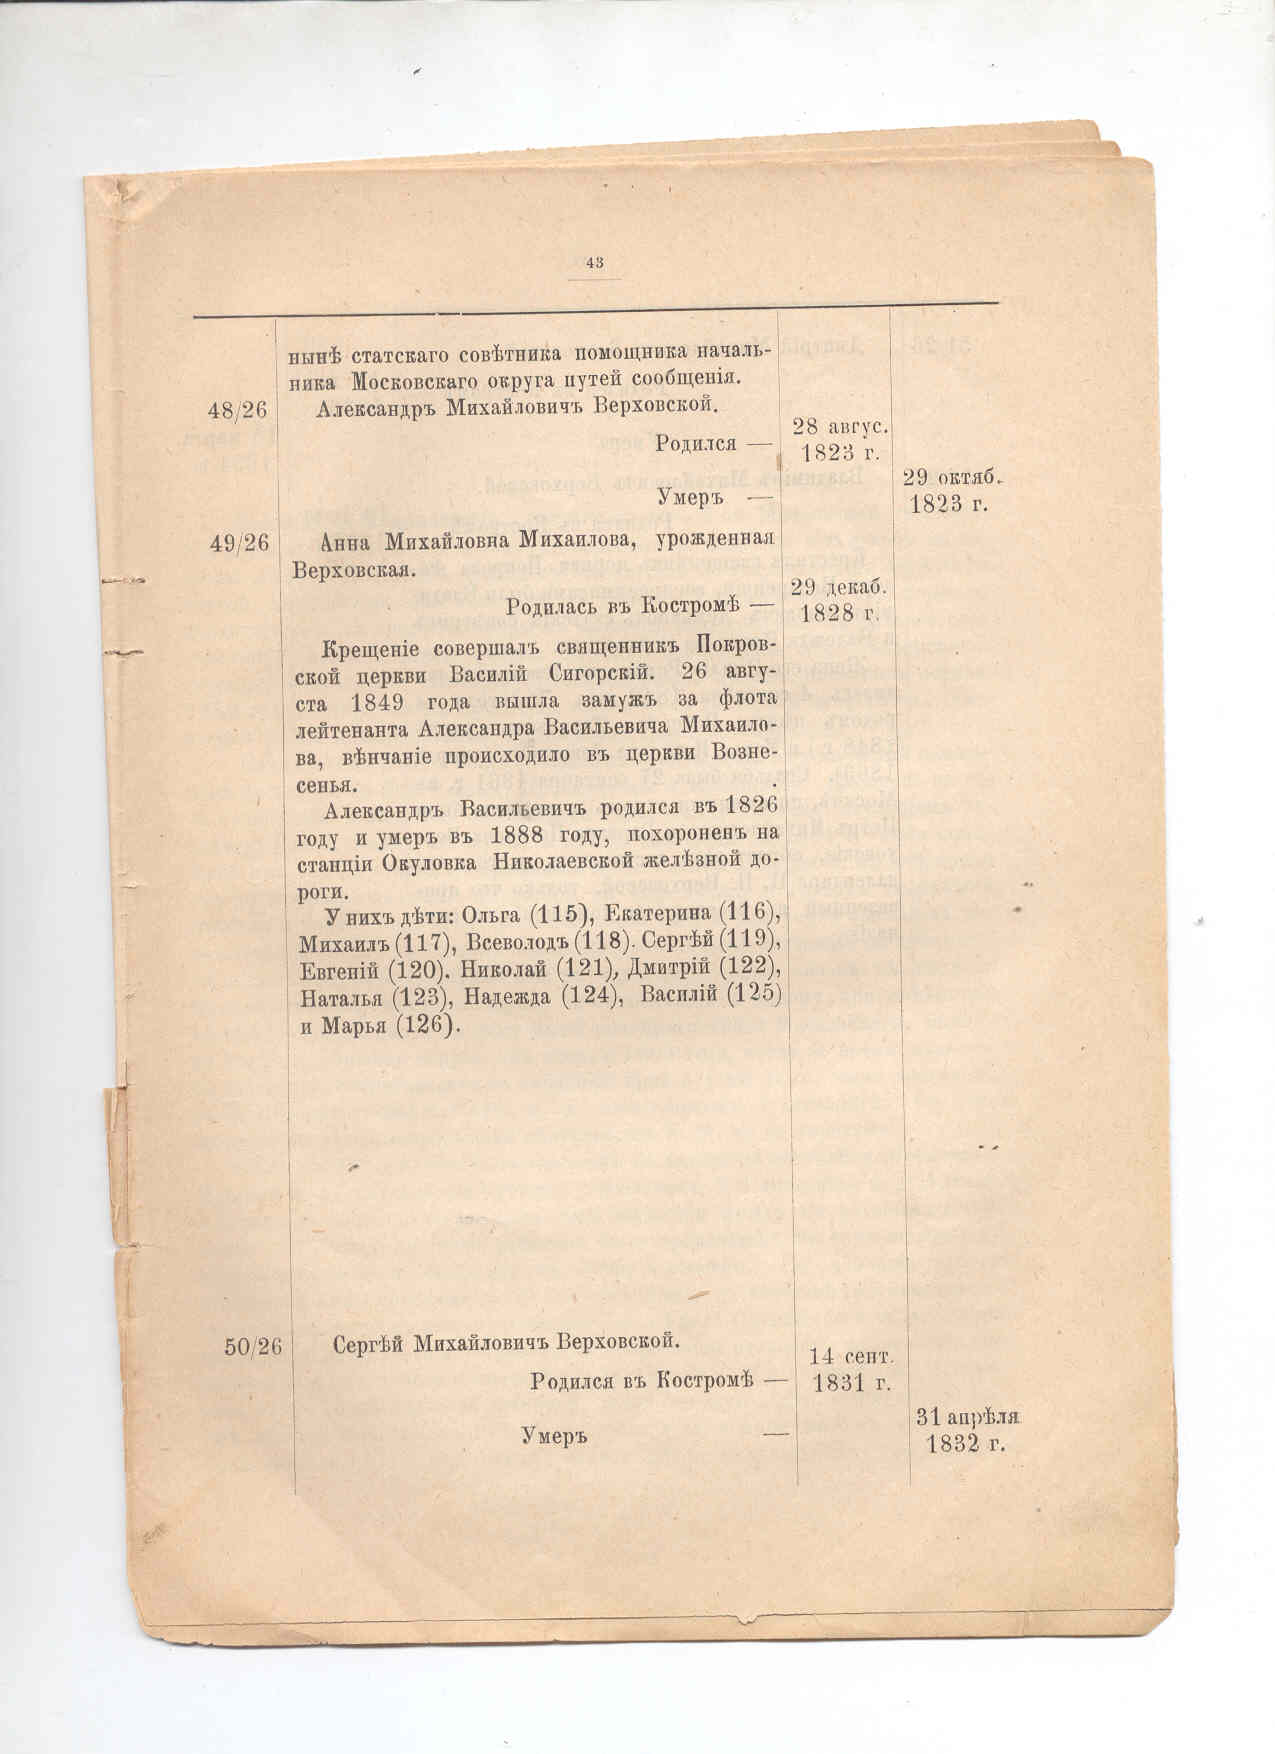 43
нынѣ статскаго совѣтника помощника началь-
ника Московскаго округа путей сообщенія.
48/26 Александръ Михайловичъ Верховской.
Родился — 28 авгус.
1823 г.
Умеръ — 29 октяб.
1823 г.
49/26 Анна Михайловна Михаилова, урожденная
Верховская.
Родилась въ Костромѣ — 29 декаб.
1828 г.
Крещеніе совершалъ священникъ Покров-
ской церкви Василій Сигорскій. 26 авгу-
ста 1849 года вышла замужъ за флота
лейтенанта Александра Васильевича Михаило-
ва, вѣнчаніе происходило въ церкви Возне-
сенья.
Александръ Васильевичъ родился въ 1826
году и умеръ въ 1888 году, похороненъ на
станціи Окуловка Николаевской желѣзной до-
роги.
У нихъ дѣти: Ольга (115), Екатерина (116),
Михаилъ (117), Всеволодъ (118). Сергѣй (119),
Евгеній (120). Николай (121), Дмитрій (122),
Наталья (123), Надежда (124), Василій (125)
и Марья (126).
50/26 Сергѣй Михайловичъ Верховской.
Родился въ Костромѣ — 14 сент.
1831 г.
Умеръ — 31 апрѣля
1832 г.